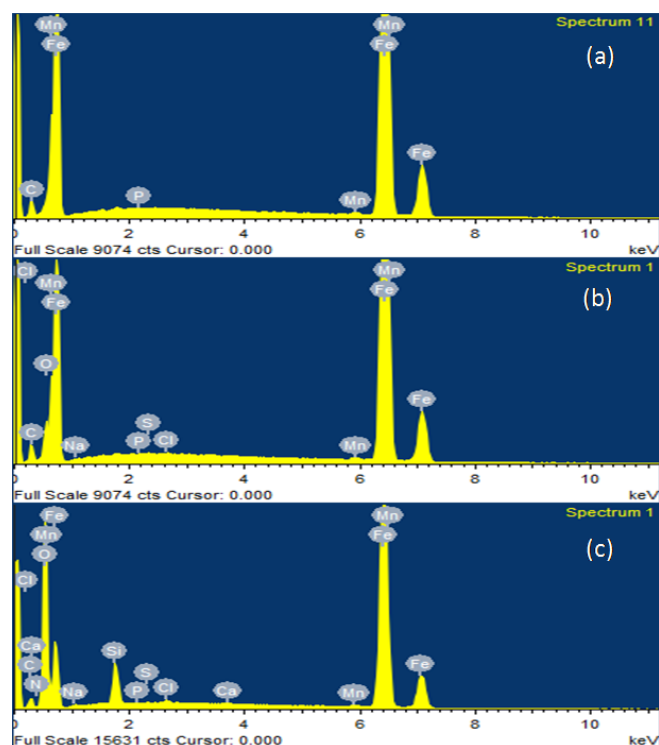 Spectrum 11
(a)
Mn Mn
Fe Fe
Fe
C P Mn
0 2 4 6 8 10
Full Scale 9074 cts Cursor: 0.000 keV
Spectrum 1
(b)
Cl
Mn Mn
Fe Fe
O
Fe
S
C Na P Cl Mn
0 2 4 6 8 10
Full Scale 9074 cts Cursor: 0.000 keV
Spectrum 1
(c)
Fe Mn
Mn Fe
O
Cl
Ca Si
C Fe
S
N Na P Cl Ca Mn
0 2 4 6 8 10
Full Scale 15631 cts Cursor: 0.000 keV